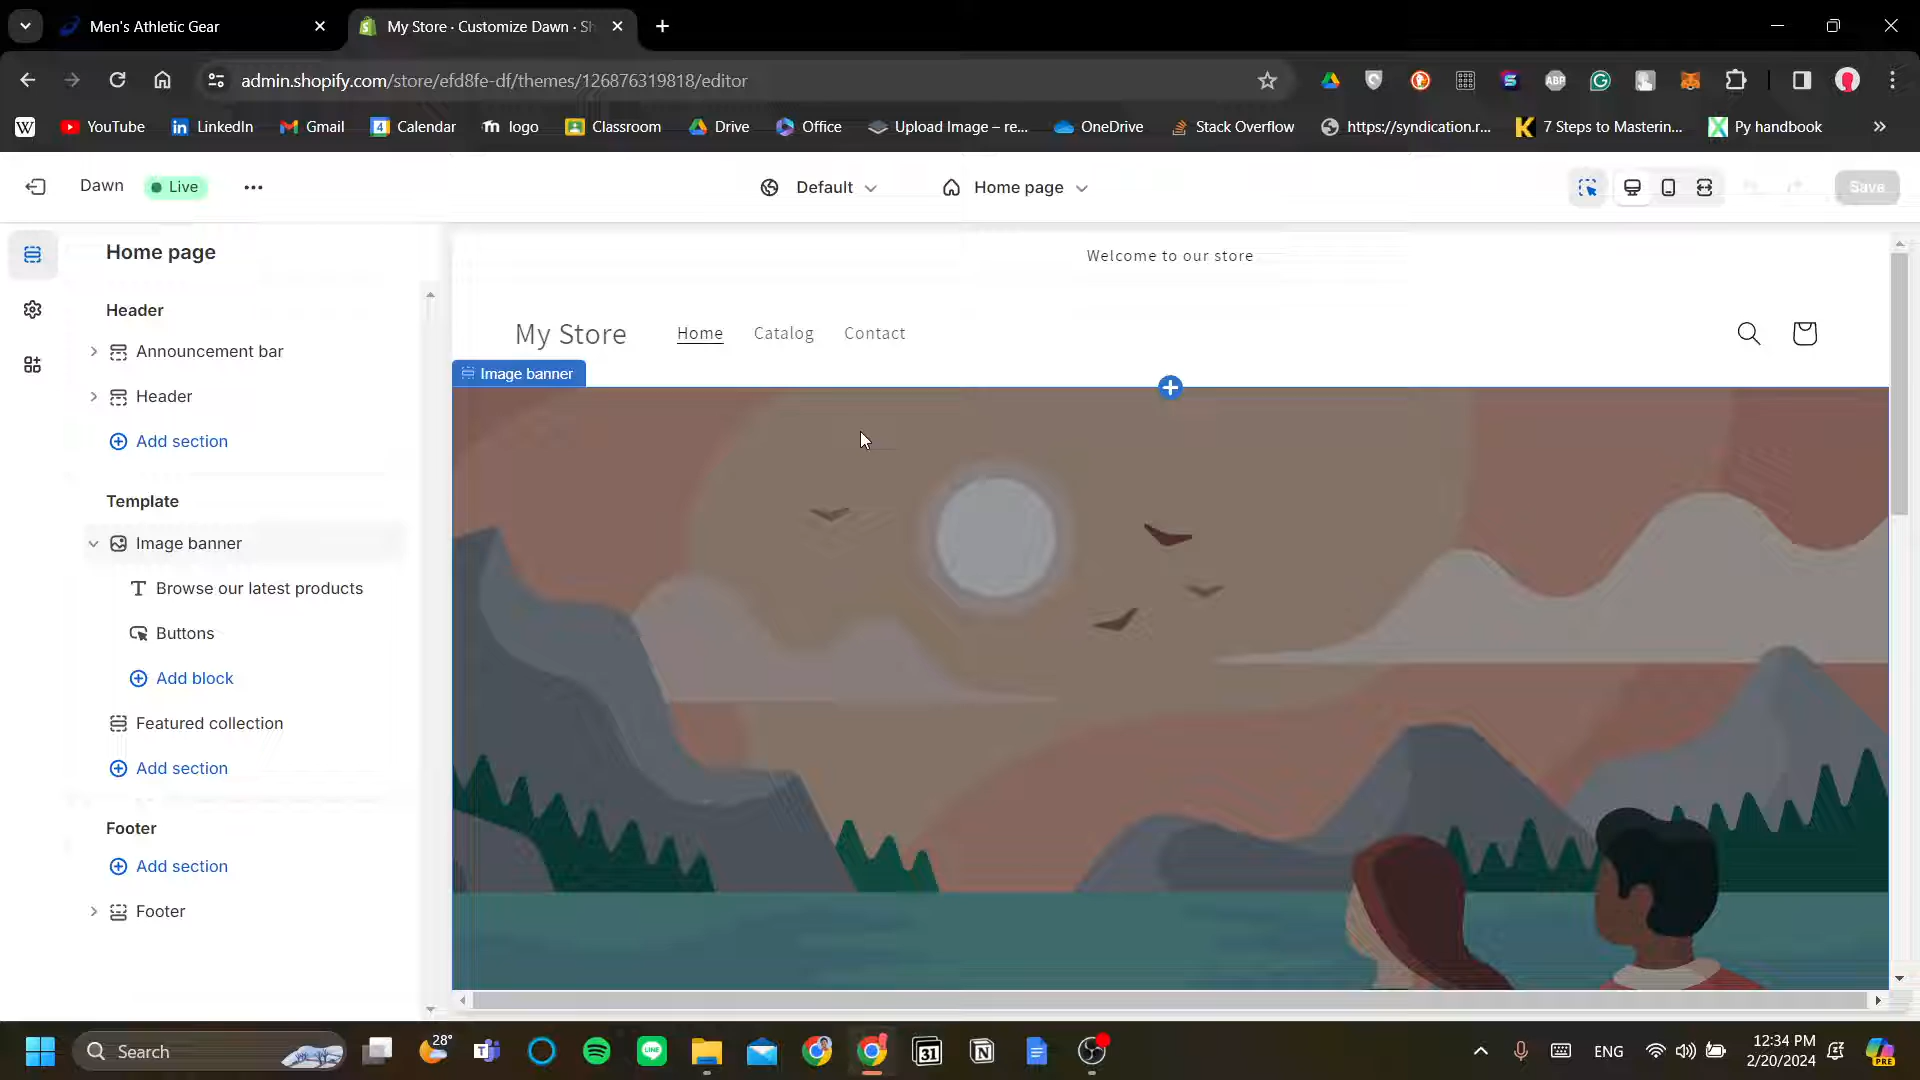 Men's Athletic Gear
My Store · Customize Dawn · Sh
admin.shopify.com/store/efd8fe-df/themes/126876319818/editor
YouTube
LinkedIn
Gmail
Calendar
logo
Classroom
Drive
Office
Upload Image – re...
OneDrive
Stack Overflow
https://syndication.r...
7 Steps to Masterin...
Py handbook
Dawn
Live
Default
Home page
Save
Home page
Header
Announcement bar
Header
Add section
Template
Image banner
Browse our latest products
Buttons
Add block
Featured collection
Add section
Footer
Add section
Footer
Welcome to our store
My Store
Home
Catalog
Contact
Image banner
Search
28°
31
ENG
12:34 PM
2/20/2024